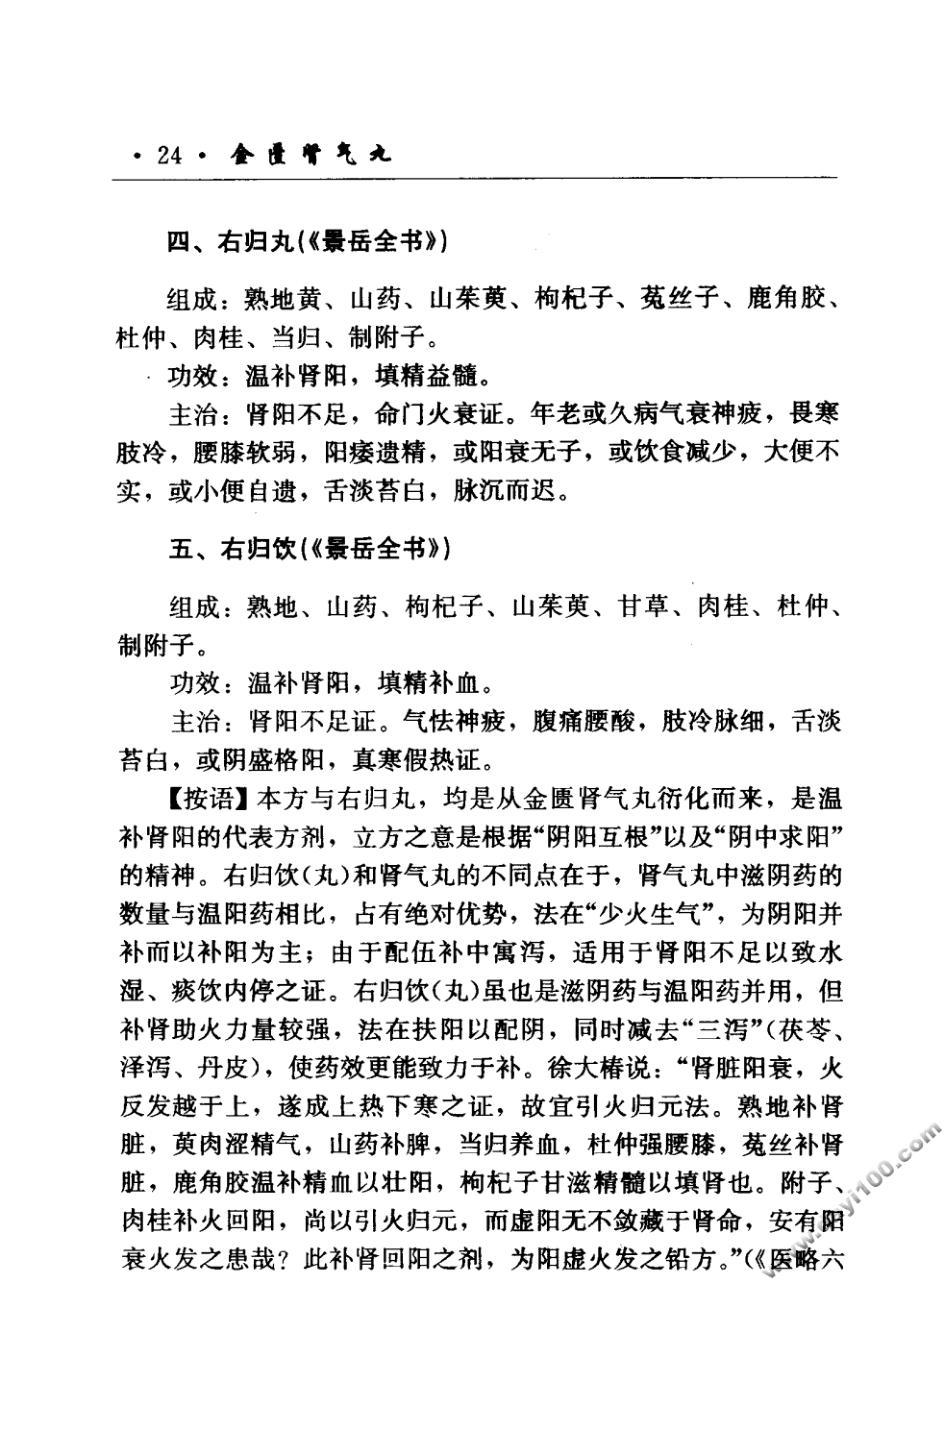 ·24· 金匮肾气丸
四、右归丸(《景岳全书》)
组成：熟地黄、山药、山茱萸、枸杞子、菟丝子、鹿角胶、
杜仲、肉桂、当归、制附子。
功效：温补肾阳，填精益髓。
主治：肾阳不足，命门火衰证。年老或久病气衰神疲，畏寒
肢冷，腰膝软弱，阳痿遗精，或阳衰无子，或饮食减少，大便不
实，或小便自遗，舌淡苔白，脉沉而迟。
五、右归饮(《景岳全书》)
组成：熟地、山药、枸杞子、山茱萸、甘草、肉桂、杜仲、
制附子。
功效：温补肾阳，填精补血。
主治：肾阳不足证。气怯神疲，腹痛腰酸，肢冷脉细，舌淡
苔白，或阴盛格阳，真寒假热证。
【按语】本方与右归丸，均是从金匮肾气丸衍化而来，是温
补肾阳的代表方剂，立方之意是根据“阴阳互根”以及“阴中求阳”
的精神。右归饮(丸)和肾气丸的不同点在于，肾气丸中滋阴药的
数量与温阳药相比，占有绝对优势，法在“少火生气”，为阴阳并
补而以补阳为主；由于配伍补中寓泻，适用于肾阳不足以致水
湿、痰饮内停之证。右归饮(丸)虽也是滋阴药与温阳药并用，但
补肾助火力量较强，法在扶阳以配阴，同时减去“三泻”(茯苓、
泽泻、丹皮)，使药效更能致力于补。徐大椿说：“肾脏阳衰，火
反发越于上，遂成上热下寒之证，故宜引火归元法。熟地补肾
脏，萸肉涩精气，山药补脾，当归养血，杜仲强腰膝，菟丝补肾
脏，鹿角胶温补精血以壮阳，枸杞子甘滋精髓以填肾也。附子、
肉桂补火回阳，尚以引火归元，而虚阳无不敛藏于肾命，安有阳
衰火发之患哉？此补肾回阳之剂，为阳虚火发之铅方。”(《医略六